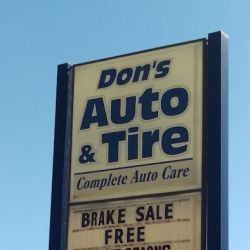 Don's
Auto
& Tire
Complete Auto Care
BRAKE SALE
FREE